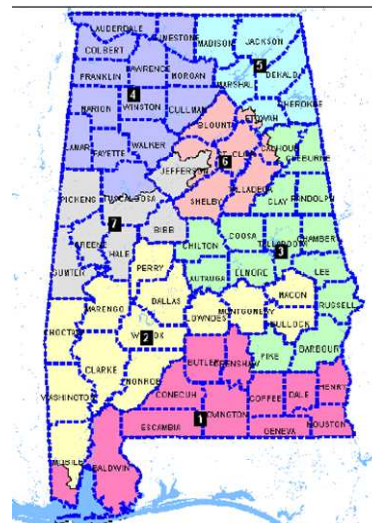 LAUDERDALE
LIMESTONE
MADISON
JACKSON
COLBERT
LAWRENCE
MORGAN
5
MARSHALL
DEKALB
FRANKLIN
4
CHEROKEE
MARION
WINSTON
CULLMAN
BLOUNT
ETOWAH
LAMAR
FAYETTE
WALKER
ST. CLAIR
CALHOUN
CLEBURNE
6
JEFFERSON
TALLADEGA
PICKENS
TUSCALOOSA
SHELBY
CLAY
RANDOLPH
7
BIBB
GREENE
HALE
CHILTON
COOSA
TALLAPOOSA
CHAMBERS
3
SUMTER
PERRY
AUTAUGA
ELMORE
LEE
MARENGO
DALLAS
LOWNDES
MONTGOMERY
MACON
RUSSELL
BULLOCK
CHOCTAW
2
BARBOUR
PIKE
CLARKE
BUTLER
CRENSHAW
MONROE
WASHINGTON
CONECUH
COFFEE
DALE
HENRY
COVINGTON
1
ESCAMBIA
GENEVA
HOUSTON
MOBILE
BALDWIN